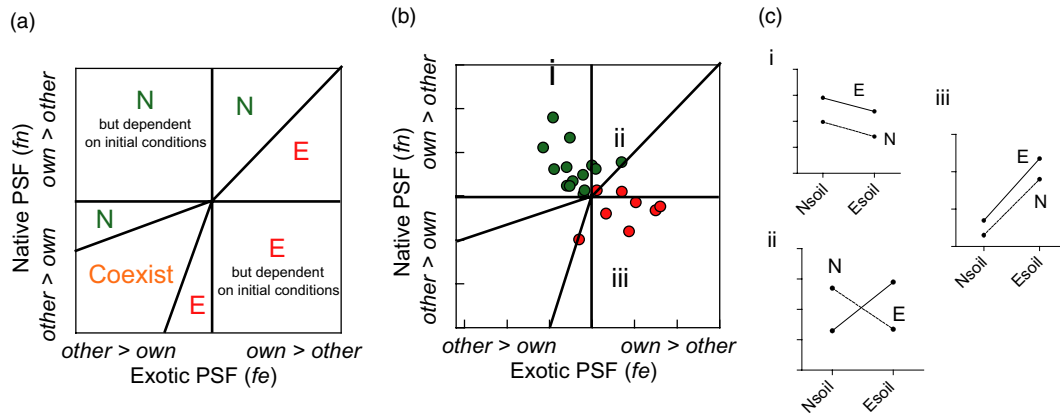 (a)
N
but dependent
on initial conditions
N
E
N
Coexist
E
E
but dependent
on initial conditions
Native PSF (fn)
other > own own > other
other > own own > other
Exotic PSF (fe)
(b)
i
ii
iii
Native PSF (fn)
other > own own > other
other > own own > other
Exotic PSF (fe)
(c)
i
E
N
Nsoil
Esoil
ii
N
E
Nsoil
Esoil
iii
E
N
Nsoil
Esoil